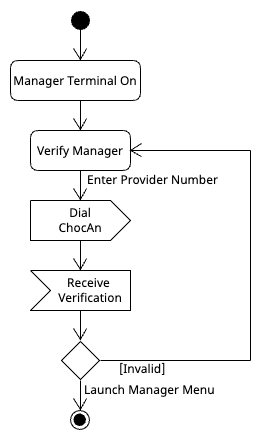 Manager Terminal On
Verify Manager
Enter Provider Number
Dial
ChocAn
Receive
Verification
[Invalid]
Launch Manager Menu